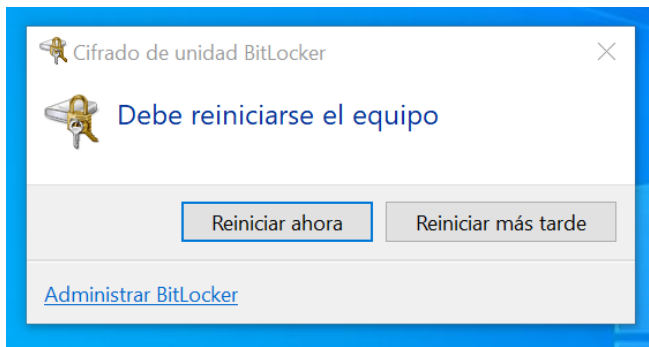 Cifrado de unidad BitLocker
Debe reiniciarse el equipo
Reiniciar ahora
Reiniciar más tarde
Administrar BitLocker